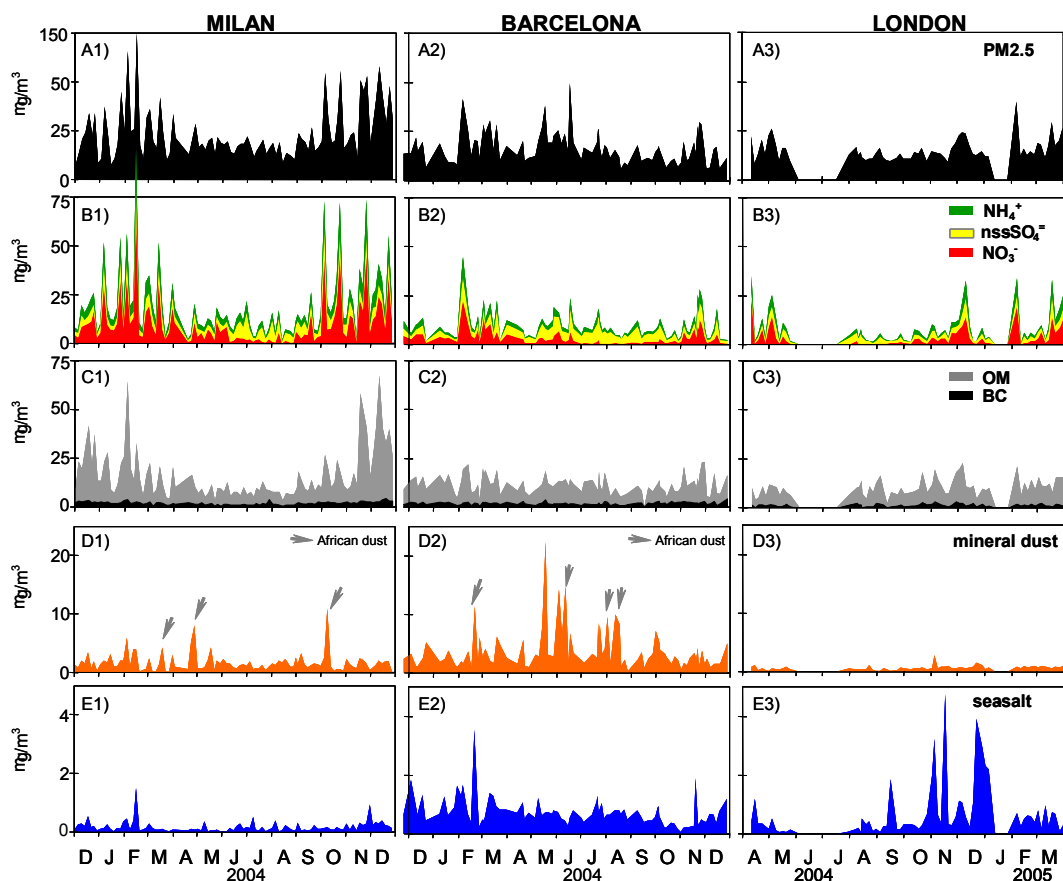 MILAN BARCELONA LONDON
150 A1) A2) A3) PM2.5
mg/m³
25
25
0
75 B1) B2) B3) NH₄⁺
nssSO₄⁼
NO₃⁻
mg/m³
50
25
0
75 C1) C2) C3) OM
BC
mg/m³
50
25
0
D1) African dust D2) African dust D3) mineral dust
mg/m³
20
10
0
E1) E2) E3) seasalt
mg/m³
4
2
0
D J F M A M J J A S O N D J F M A M J J A S O N D A M J J A S O N D J F M
2004 2004 2004 2005